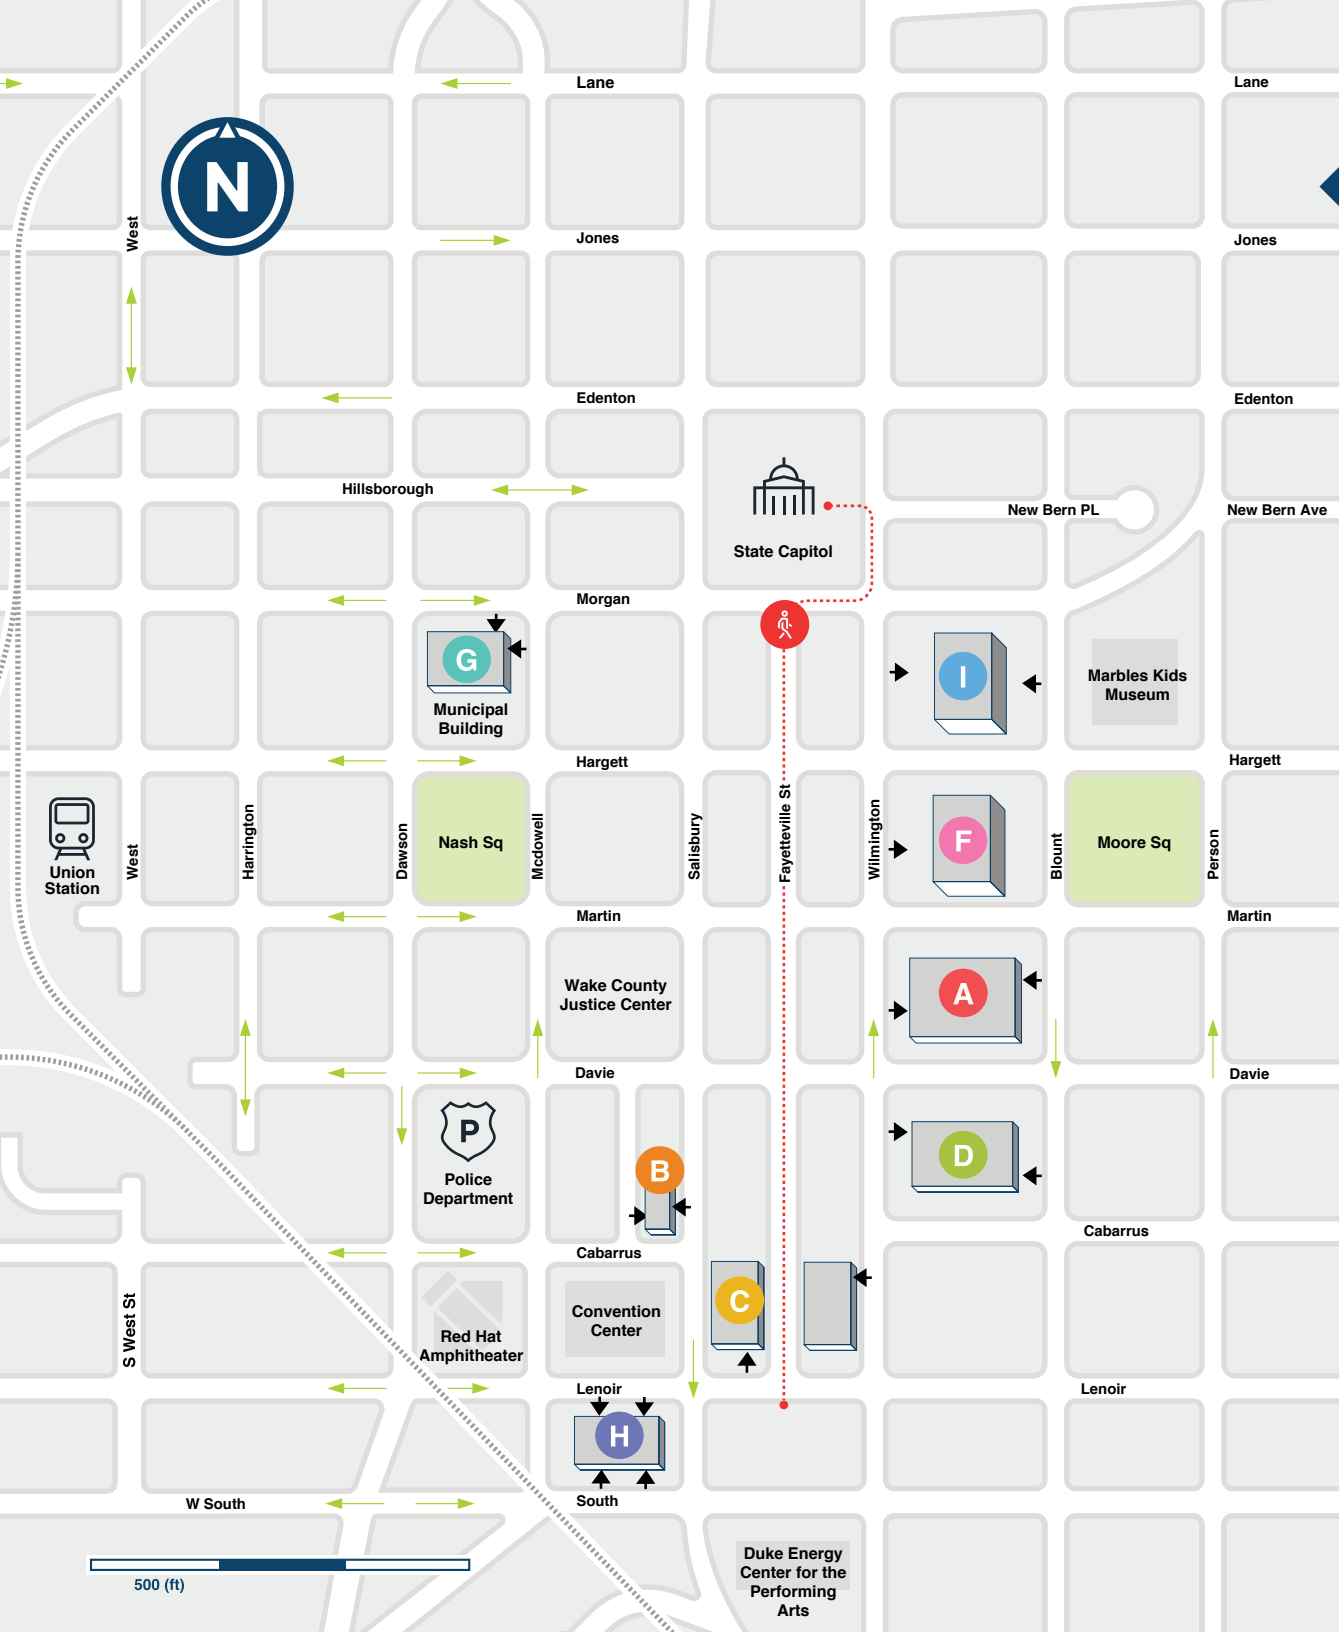 Lane
Lane
N
West
Jones
Jones
Edenton
Edenton
Hillsborough
New Bern PL
New Bern Ave
State Capitol
Morgan
G
Municipal
Building
I
Marbles Kids
Museum
Hargett
Hargett
Union
Station
West
Harrington
Dawson
Nash Sq
Mcdowell
Salisbury
Fayetteville St
Wilmington
F
Blount
Moore Sq
Person
Martin
Martin
Wake County
Justice Center
A
Davie
Davie
P
Police
Department
B
D
Cabarrus
Cabarrus
S West St
Red Hat
Amphitheater
Convention
Center
C
Lenoir
Lenoir
H
W South
South
500 (ft)
Duke Energy
Center for the
Performing
Arts